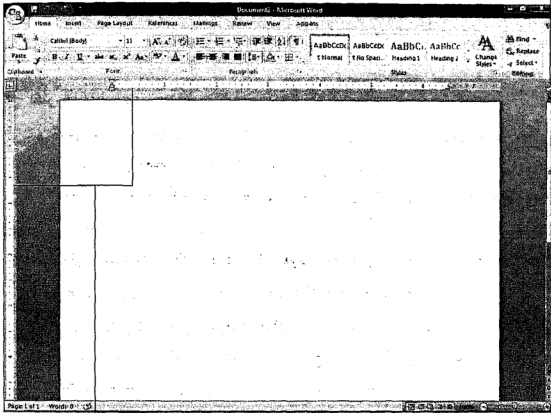 Document2 - Microsoft Word
Home Insert Page Layout References Mailings Review View Add-Ins
Calibri (Body) 11
Paste
B I U
AaBbCcDc AaBbCcDc AaBbC AaBbCc
¶ Normal ¶ No Spaci... Heading 1 Heading 2
Change Styles
Find
Replace
Select
Clipboard Font Paragraph Styles Editing
Page: 1 of 1 Words: 0